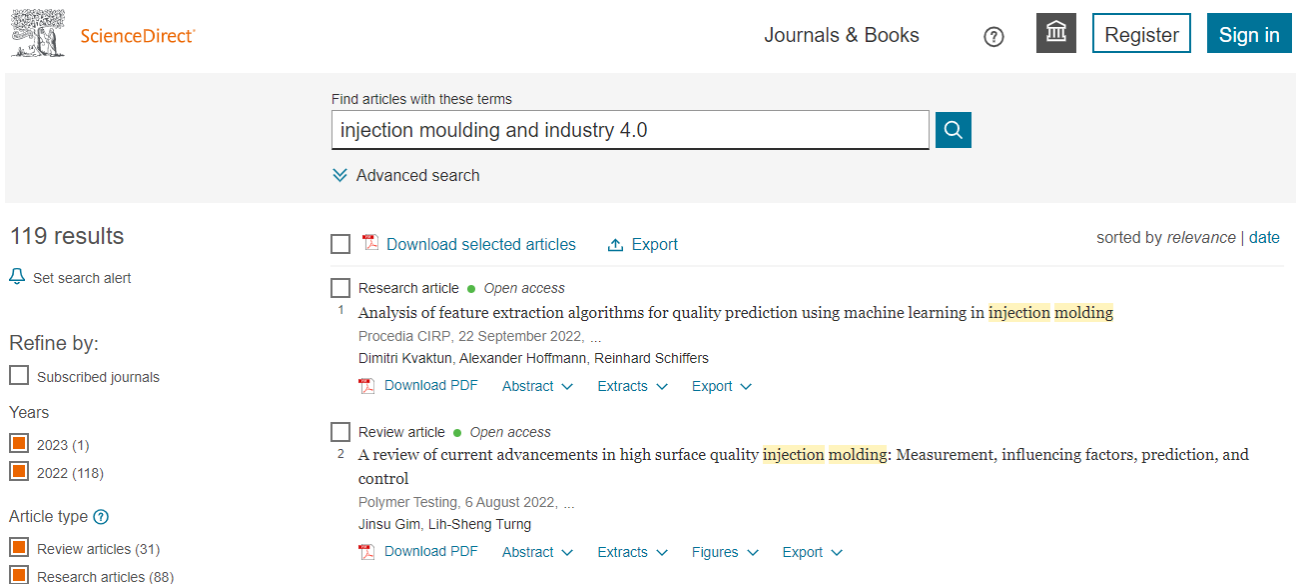 ScienceDirect
Journals & Books
?
Register
Sign in
Find articles with these terms
injection moulding and industry 4.0
Advanced search
119 results
Set search alert
Download selected articles
Export
sorted by relevance | date
Research article ● Open access
1 Analysis of feature extraction algorithms for quality prediction using machine learning in injection molding
Procedia CIRP, 22 September 2022, ...
Dimitri Kvaktun, Alexander Hoffmann, Reinhard Schiffers
Download PDF Abstract Extracts Export
Refine by:
Subscribed journals
Years
2023 (1)
2022 (118)
Article type ?
Review articles (31)
Research articles (88)
Review article ● Open access
2 A review of current advancements in high surface quality injection molding: Measurement, influencing factors, prediction, and
control
Polymer Testing, 6 August 2022, ...
Jinsu Gim, Lih-Sheng Turng
Download PDF Abstract Extracts Figures Export